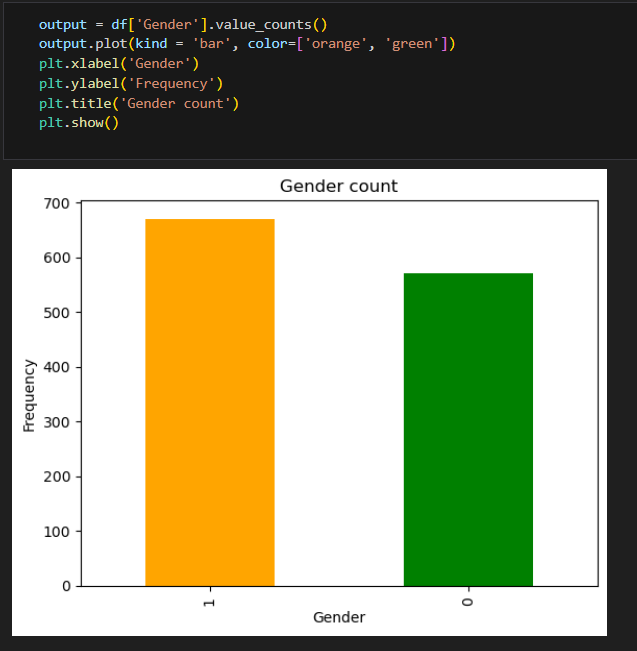 output = df['Gender'].value_counts()
output.plot(kind = 'bar', color=['orange', 'green'])
plt.xlabel('Gender')
plt.ylabel('Frequency')
plt.title('Gender count')
plt.show()
Gender count
700
600
500
400
300
200
100
0
Frequency
1
0
Gender